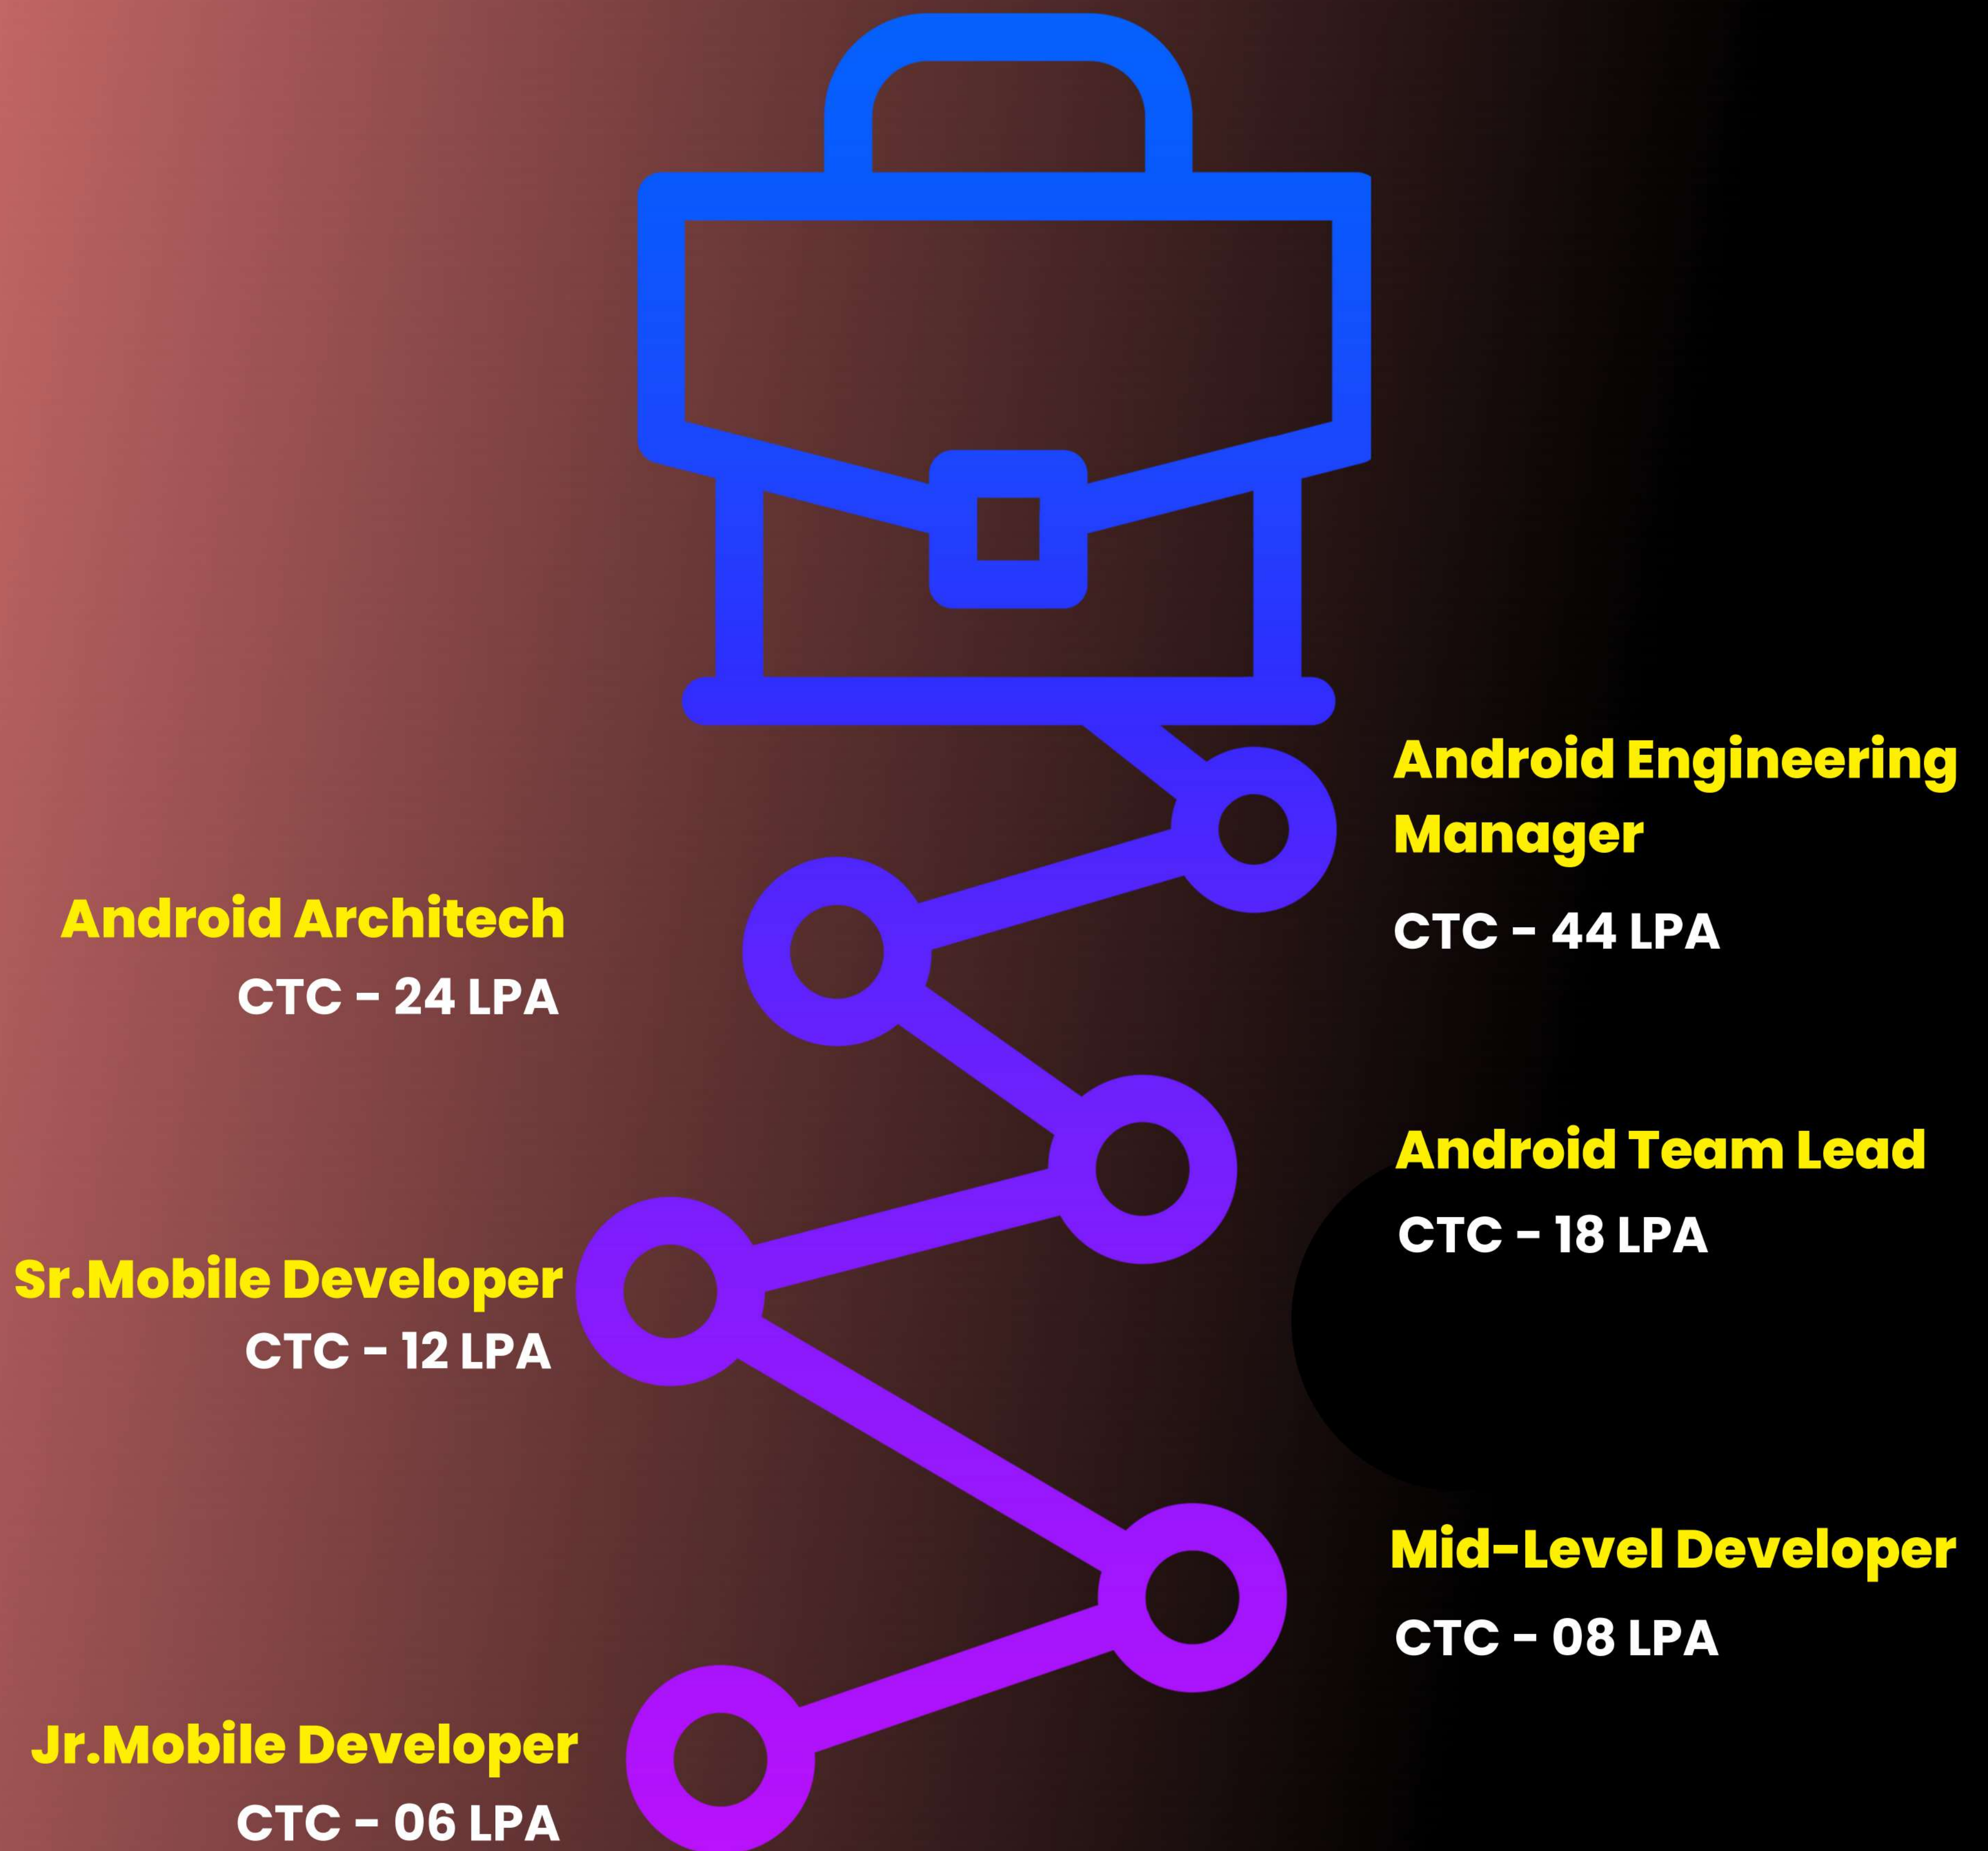 Android Engineering
Manager
CTC - 44 LPA
Android Architech
CTC - 24 LPA
Android Team Lead
CTC - 18 LPA
Sr.Mobile Developer
CTC - 12 LPA
Mid-Level Developer
CTC - 08 LPA
Jr.Mobile Developer
CTC - 06 LPA